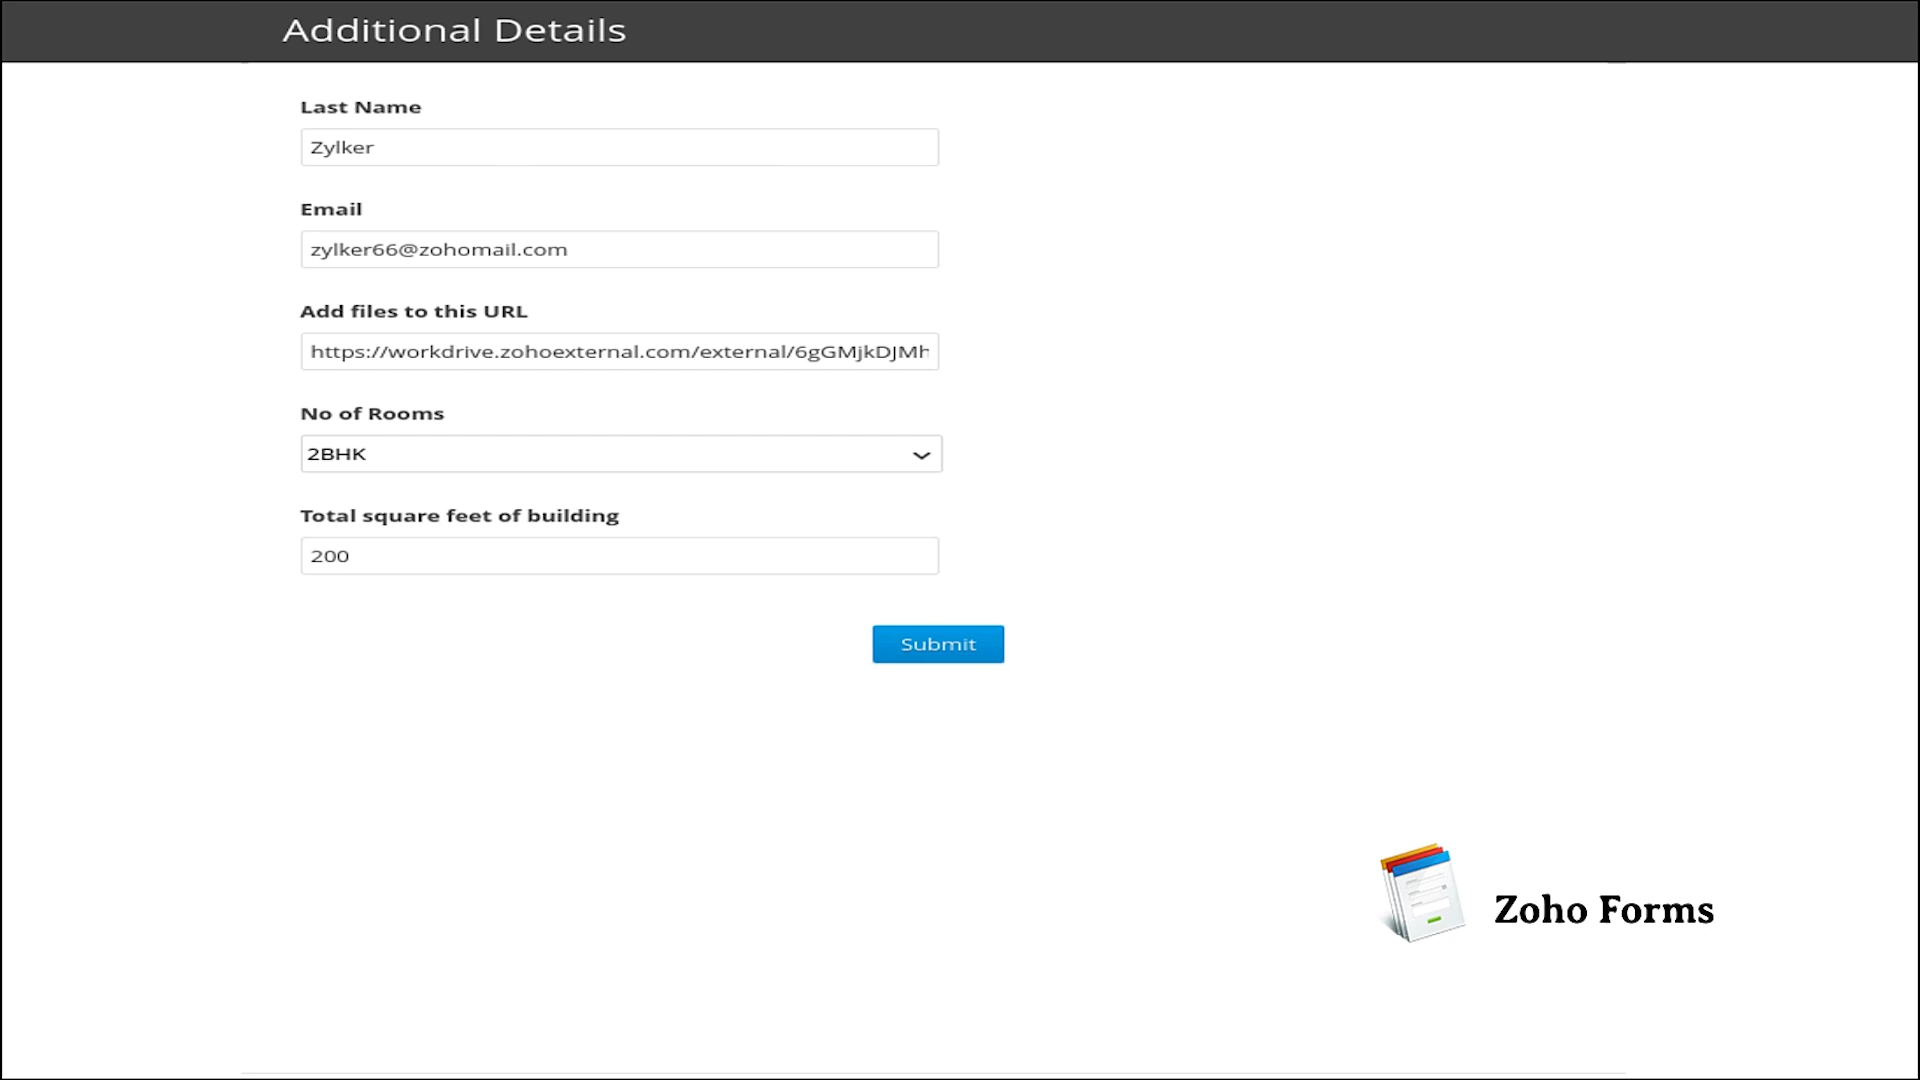 Additional Details
Last Name
Zylker
Email
zylker66@zohomail.com
Add files to this URL
https://workdrive.zohoexternal.com/external/6gGMjkDJMh
No of Rooms
2BHK
Total square feet of building
200
Submit
Zoho Forms